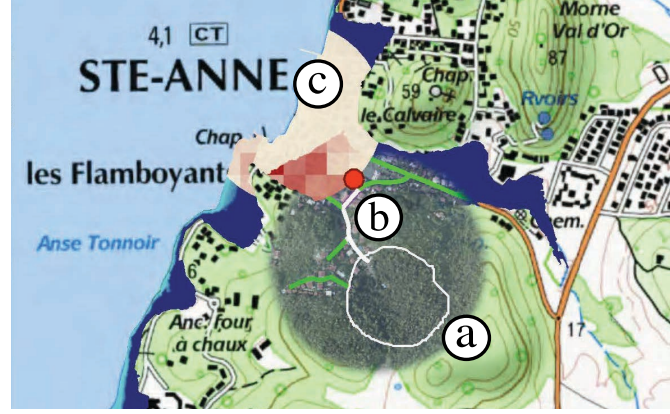 Morne
Val d'Or
50
87
4,1 CT
STE-ANNE
c
Chap.
59
le Calvaire
Rvoirs
Chap
les Flamboyant
b
Anse Tonnoir
Cem.
6
Anc. four
à chaux
a
17